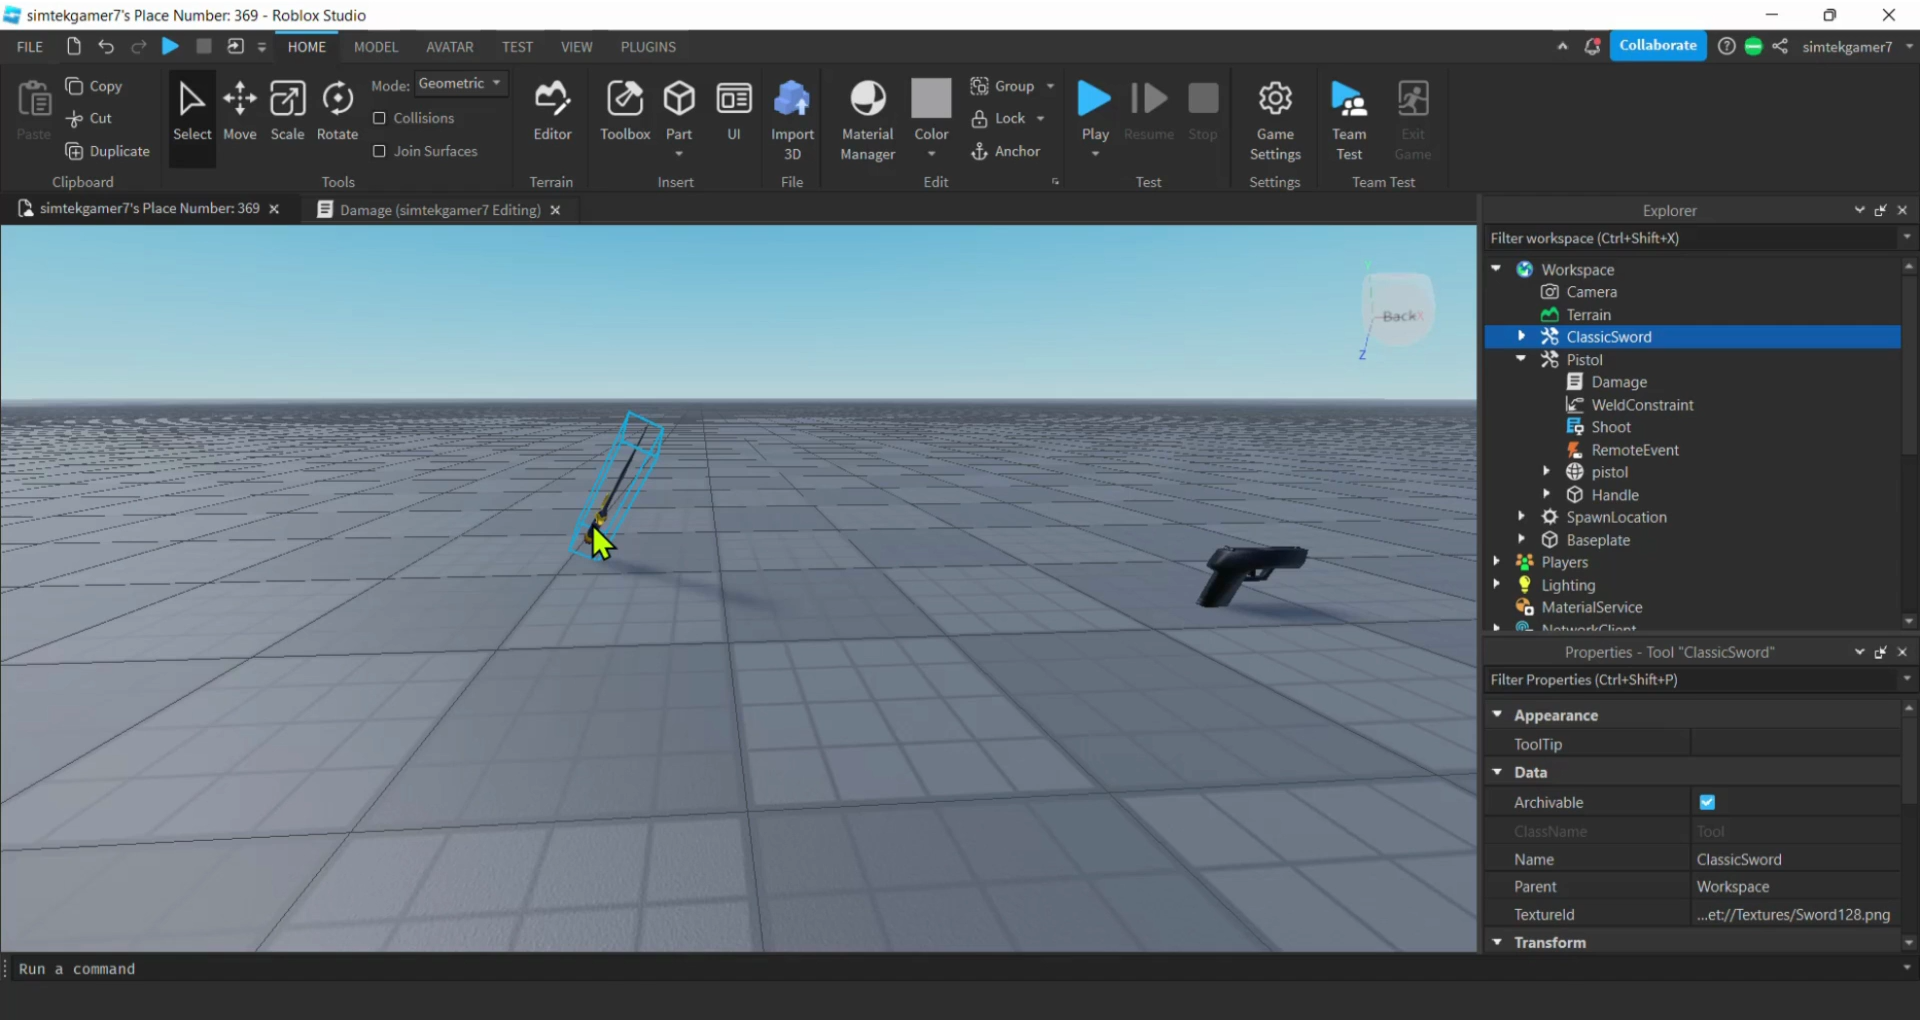 simtekgamer7's Place Number: 369 - Roblox Studio
FILE HOME MODEL AVATAR TEST VIEW PLUGINS Collaborate simtekgamer7
Paste
Copy
Cut
Duplicate
Clipboard
Select
Move
Scale
Rotate
Mode: Geometric
Collisions
Join Surfaces
Tools
Editor
Terrain
Toolbox
Part
UI
Insert
Import
3D
File
Material
Manager
Color
Group
Lock
Anchor
Edit
Play
Resume
Stop
Test
Game
Settings
Settings
Team
Test
Exit
Game
Team Test
simtekgamer7's Place Number: 369
Damage (simtekgamer7 Editing)
Back
X
Z
Explorer
Filter workspace (Ctrl+Shift+X)
Workspace
Camera
Terrain
ClassicSword
Pistol
Damage
WeldConstraint
Shoot
RemoteEvent
pistol
Handle
SpawnLocation
Baseplate
Players
Lighting
MaterialService
NetworkClient
Properties - Tool "ClassicSword"
Filter Properties (Ctrl+Shift+P)
Appearance
ToolTip
Data
Archivable
ClassName Tool
Name ClassicSword
Parent Workspace
TextureId ...et://Textures/Sword128.png
Transform
Run a command